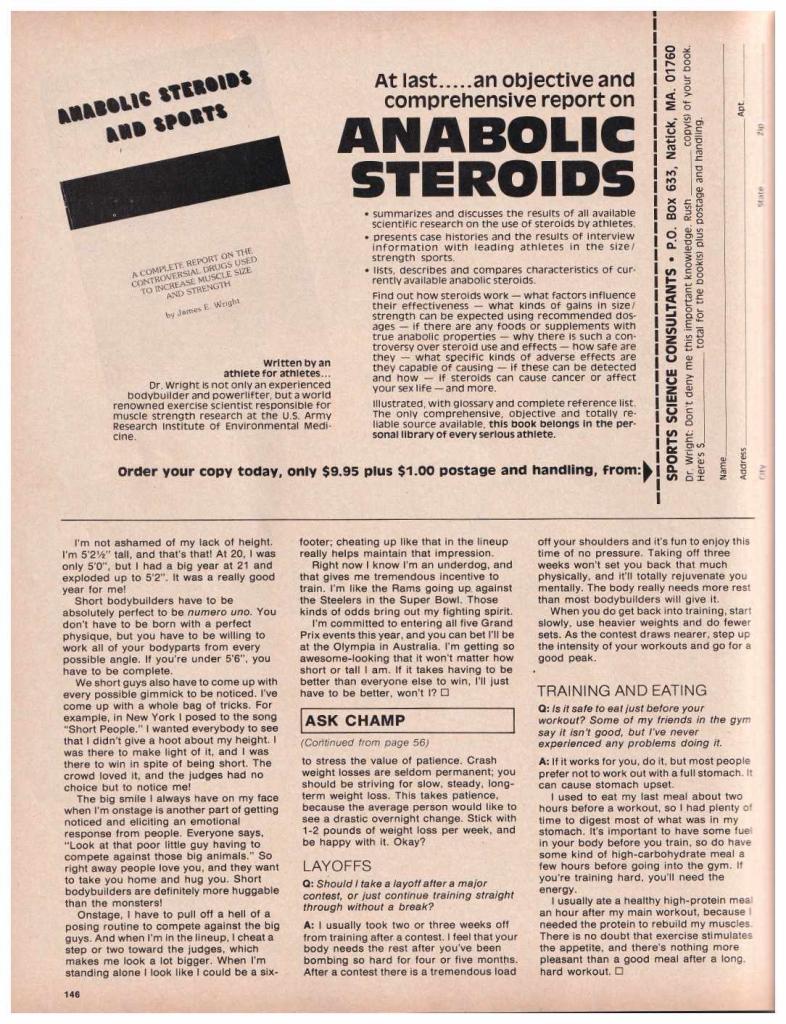 ANABOLIC STEROIDS
AND SPORTS
A COMPLETE REPORT ON THE
CONTROVERSIAL DRUGS USED
TO INCREASE MUSCLE SIZE
AND STRENGTH
by James E. Wright
At last.....an objective and
comprehensive report on
ANABOLIC
STEROIDS
• summarizes and discusses the results of all available
scientific research on the use of steroids by athletes.
• presents case histories and the results of interview
information with leading athletes in the size/
strength sports.
• lists, describes and compares characteristics of cur-
rently available anabolic steroids.
Find out how steroids work — what factors influence
their effectiveness — what kinds of gains in size/
strength can be expected using recommended dos-
ages — if there are any foods or supplements with
true anabolic properties — why there is such a con-
troversy over steroid use and effects — how safe are
they — what specific kinds of adverse effects are
they capable of causing — if these can be detected
and how — if steroids can cause cancer or affect
your sex life — and more.
Illustrated, with glossary and complete reference list.
The only comprehensive, objective and totally re-
liable source available, this book belongs in the per-
sonal library of every serious athlete.
Written by an
athlete for athletes...
Dr. Wright is not only an experienced
bodybuilder and powerlifter, but a world
renowned exercise scientist responsible for
muscle strength research at the U.S. Army
Research Institute of Environmental Medi-
cine.
Order your copy today, only $9.95 plus $1.00 postage and handling, from:
SPORTS SCIENCE CONSULTANTS • P.O. Box 633, Natick, MA. 01760
Dr. Wright: Don't deny me this important knowledge. Rush ____ copy(s) of your book.
Here's $____ total for the book(s) plus postage and handling.
Name
Address Apt.
City State Zip
I'm not ashamed of my lack of height.
I'm 5'2½" tall, and that's that! At 20, I was
only 5'0", but I had a big year at 21 and
exploded up to 5'2". It was a really good
year for me!
Short bodybuilders have to be
absolutely perfect to be numero uno. You
don't have to be born with a perfect
physique, but you have to be willing to
work all of your bodyparts from every
possible angle. If you're under 5'6", you
have to be complete.
We short guys also have to come up with
every possible gimmick to be noticed. I've
come up with a whole bag of tricks. For
example, in New York I posed to the song
"Short People." I wanted everybody to see
that I didn't give a hoot about my height. I
was there to make light of it, and I was
there to win in spite of being short. The
crowd loved it, and the judges had no
choice but to notice me!
The big smile I always have on my face
when I'm onstage is another part of getting
noticed and eliciting an emotional
response from people. Everyone says,
"Look at that poor little guy having to
compete against those big animals." So
right away people love you, and they want
to take you home and hug you. Short
bodybuilders are definitely more huggable
than the monsters!
Onstage, I have to pull off a hell of a
posing routine to compete against the big
guys. And when I'm in the lineup, I cheat a
step or two toward the judges, which
makes me look a lot bigger. When I'm
standing alone I look like I could be a six-
footer; cheating up like that in the lineup
really helps maintain that impression.
Right now I know I'm an underdog, and
that gives me tremendous incentive to
train. I'm like the Rams going up against
the Steelers in the Super Bowl. Those
kinds of odds bring out my fighting spirit.
I'm committed to entering all five Grand
Prix events this year, and you can bet I'll be
at the Olympia in Australia. I'm getting so
awesome-looking that it won't matter how
short or tall I am. If it takes having to be
better than everyone else to win, I'll just
have to be better, won't I? □
ASK CHAMP
(Continued from page 56)
to stress the value of patience. Crash
weight losses are seldom permanent; you
should be striving for slow, steady, long-
term weight loss. This takes patience,
because the average person would like to
see a drastic overnight change. Stick with
1-2 pounds of weight loss per week, and
be happy with it. Okay?
LAYOFFS
Q: Should I take a layoff after a major
contest, or just continue training straight
through without a break?
A: I usually took two or three weeks off
from training after a contest. I feel that your
body needs the rest after you've been
bombing so hard for four or five months.
After a contest there is a tremendous load
off your shoulders and it's fun to enjoy this
time of no pressure. Taking off three
weeks won't set you back that much
physically, and it'll totally rejuvenate you
mentally. The body really needs more rest
than most bodybuilders will give it.
When you do get back into training, start
slowly, use heavier weights and do fewer
sets. As the contest draws nearer, step up
the intensity of your workouts and go for a
good peak.
TRAINING AND EATING
Q: Is it safe to eat just before your
workout? Some of my friends in the gym
say it isn't good, but I've never
experienced any problems doing it.
A: If it works for you, do it, but most people
prefer not to work out with a full stomach. It
can cause stomach upset.
I used to eat my last meal about two
hours before a workout, so I had plenty of
time to digest most of what was in my
stomach. It's important to have some fuel
in your body before you train, so do have
some kind of high-carbohydrate meal a
few hours before going into the gym. If
you're training hard, you'll need the
energy.
I usually ate a healthy high-protein meal
an hour after my main workout, because I
needed the protein to rebuild my muscles.
There is no doubt that exercise stimulates
the appetite, and there's nothing more
pleasant than a good meal after a long,
hard workout. □
146